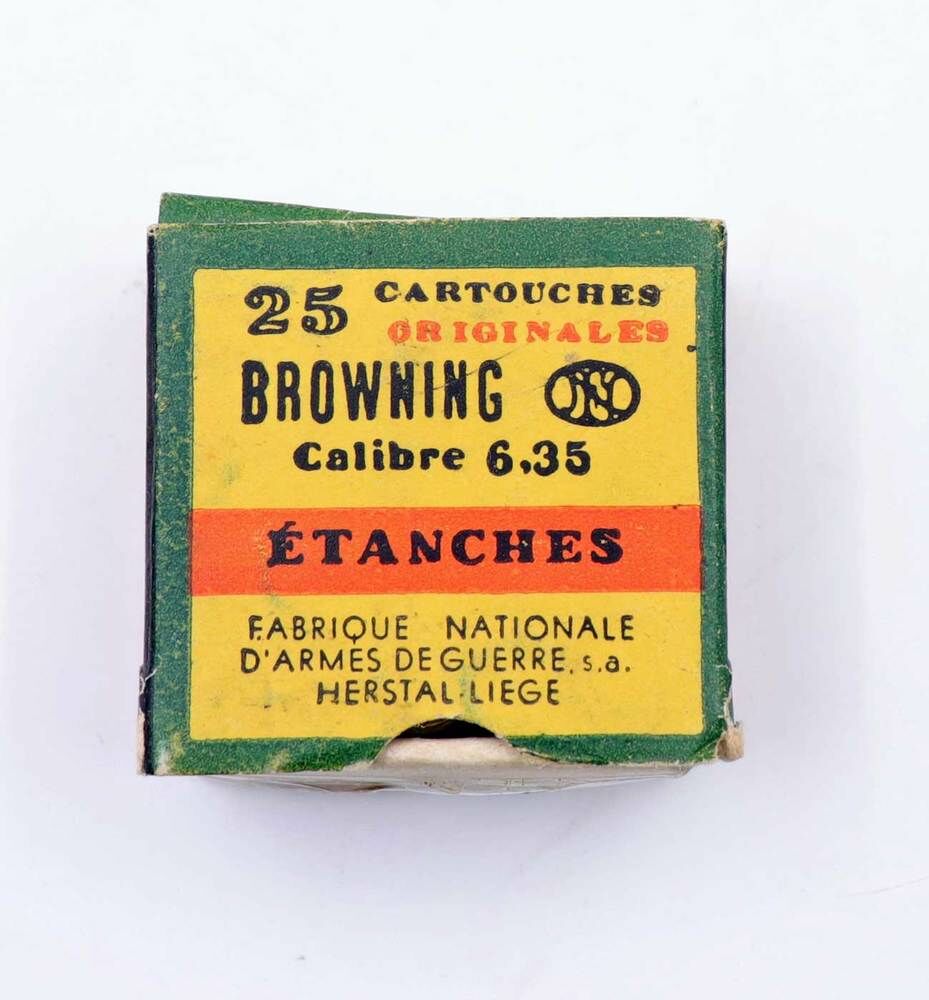 25 CARTOUCHES
ORIGINALES
BROWNING
Calibre 6,35
ÉTANCHES
FABRIQUE NATIONALE
D'ARMES DE GUERRE, s.a.
HERSTAL-LIEGE